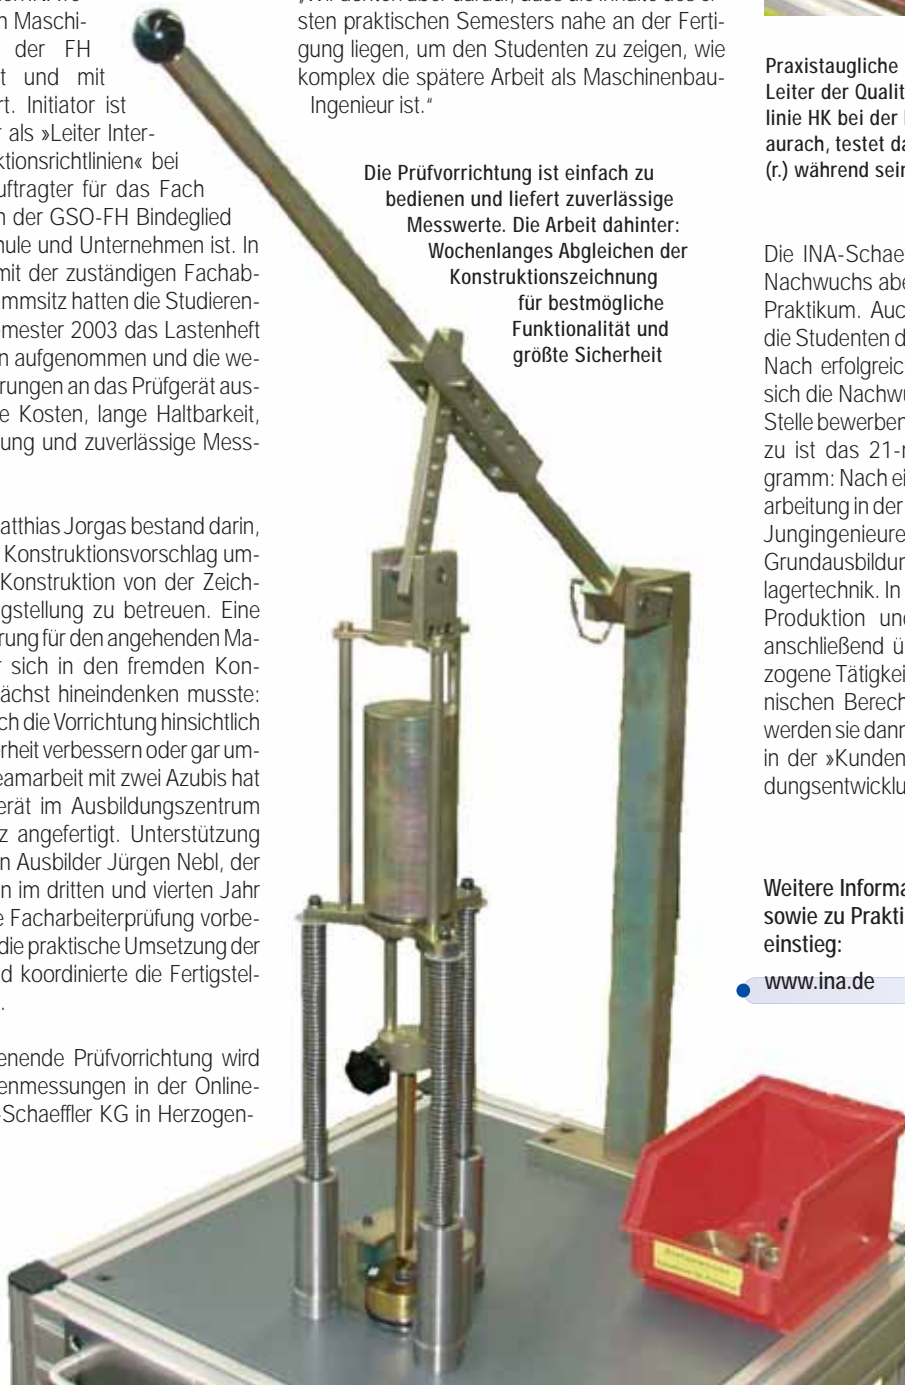 n Maschi-
der FH
t und mit
rt. Initiator ist
r als »Leiter Inter-
ktionsrichtlinien« bei
uftragter für das Fach
n der GSO-FH Bindeglied
hule und Unternehmen ist. In
mit der zuständigen Fachab-
mmsitz hatten die Studieren-
emester 2003 das Lastenheft
n aufgenommen und die we-
rungen an das Prüfgerät aus-
e Kosten, lange Haltbarkeit,
ung und zuverlässige Mess-
atthias Jorgas bestand darin,
Konstruktionsvorschlag um-
Konstruktion von der Zeich-
gstellung zu betreuen. Eine
rung für den angehenden Ma-
r sich in den fremden Kon-
ächst hineindenken musste:
ch die Vorrichtung hinsichtlich
erheit verbessern oder gar um-
eamarbeit mit zwei Azubis hat
erät im Ausbildungszentrum
z angefertigt. Unterstützung
n Ausbilder Jürgen Nebl, der
n im dritten und vierten Jahr
e Facharbeiterprüfung vorbe-
die praktische Umsetzung der
d koordinierte die Fertigstel-
.
enende Prüfvorrichtung wird
enmessungen in der Online-
-Schaeffler KG in Herzogen-
sten praktischen Semesters nahe an der Ferti-
gung liegen, um den Studenten zu zeigen, wie
komplex die spätere Arbeit als Maschinenbau-
Ingenieur ist.“
Die Prüfvorrichtung ist einfach zu
bedienen und liefert zuverlässige
Messwerte. Die Arbeit dahinter:
Wochenlanges Abgleichen der
Konstruktionszeichnung
für bestmögliche
Funktionalität und
größte Sicherheit
Praxistaugliche
Leiter der Qualit
linie HK bei der
aurach, testet da
(r.) während sein
Die INA-Schae
Nachwuchs abe
Praktikum. Auc
die Studenten d
Nach erfolgreic
sich die Nachwu
Stelle bewerben
zu ist das 21-m
gramm: Nach ei
arbeitung in der
Jungingenieure
Grundausbildun
lagertechnik. In
Produktion und
anschließend ü
zogene Tätigkei
nischen Berech
werden sie dann
in der »Kunden
dungsentwicklu
Weitere Informa
sowie zu Prakti
einstieg:
www.ina.de